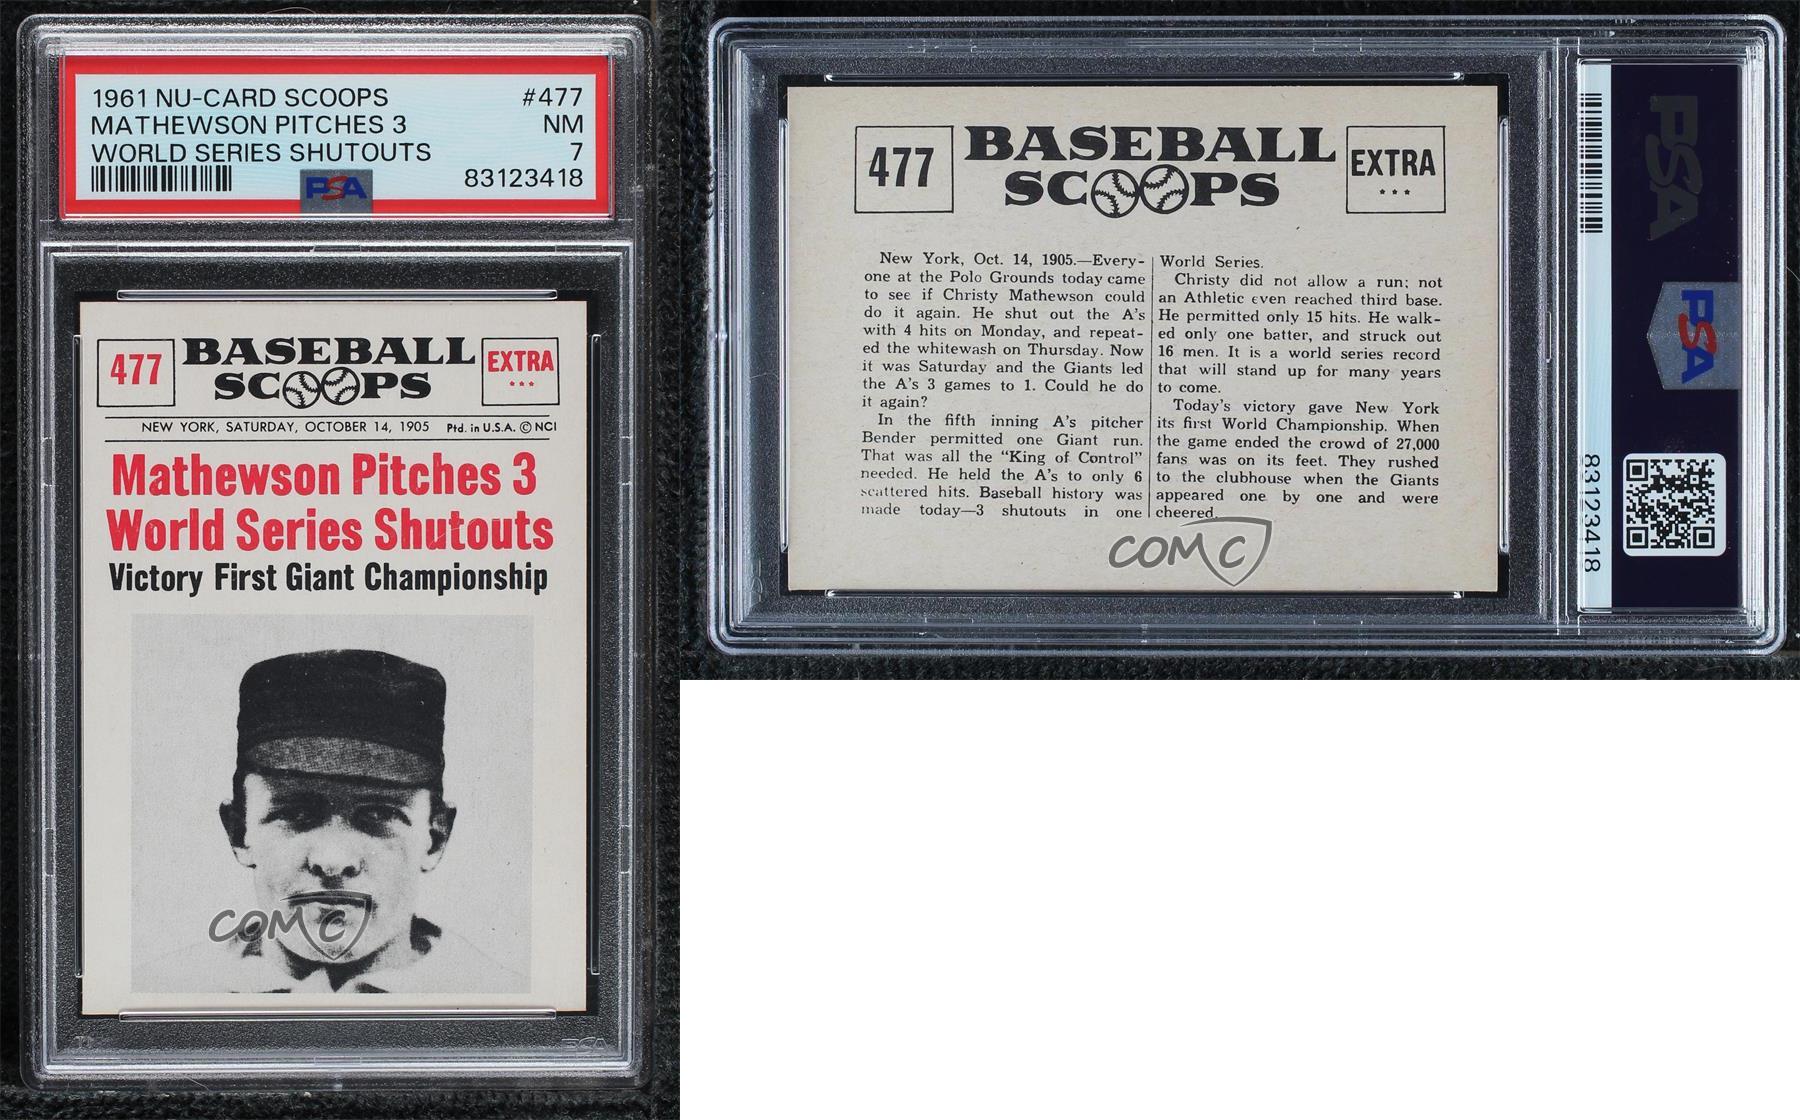 1961 NU-CARD SCOOPS #477
MATHEWSON PITCHES 3 NM
WORLD SERIES SHUTOUTS 7
83123418
PSA
477 BASEBALL SCOOPS EXTRA
NEW YORK, SATURDAY, OCTOBER 14, 1905 Ptd. in U.S.A. © NCI
Mathewson Pitches 3
World Series Shutouts
Victory First Giant Championship
COMC
477 BASEBALL SCOOPS EXTRA
New York, Oct. 14, 1905.—Every-
one at the Polo Grounds today came
to see if Christy Mathewson could
do it again. He shut out the A's
with 4 hits on Monday, and repeat-
ed the whitewash on Thursday. Now
it was Saturday and the Giants led
the A's 3 games to 1. Could he do
it again?
In the fifth inning A's pitcher
Bender permitted one Giant run.
That was all the "King of Control"
needed. He held the A's to only 6
scattered hits. Baseball history was
made today—3 shutouts in one
World Series.
Christy did not allow a run; not
an Athletic even reached third base.
He permitted only 15 hits. He walk-
ed only one batter, and struck out
16 men. It is a world series record
that will stand up for many years
to come.
Today's victory gave New York
its first World Championship. When
the game ended the crowd of 27,000
fans was on its feet. They rushed
to the clubhouse when the Giants
appeared one by one and were
cheered.
COMC
PSA
PSA
83123418